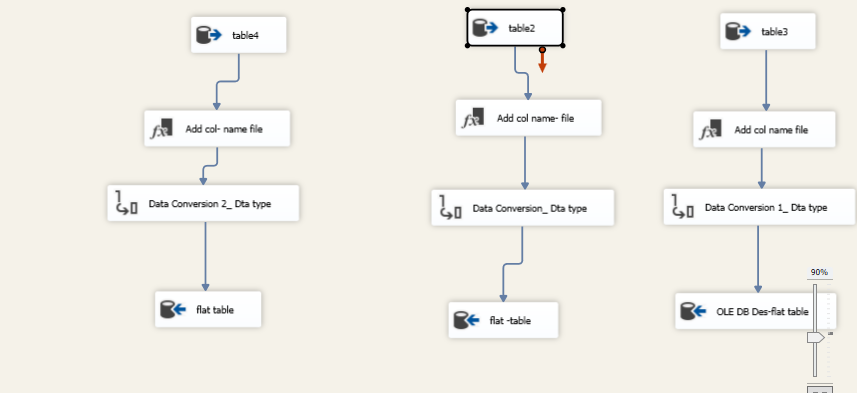 table4
table2
table3
Add col- name file
Add col name- file
Add col name file
Data Conversion 2_ Dta type
Data Conversion_ Dta type
Data Conversion 1_ Dta type
90%
flat table
flat -table
OLE DB Des-flat table